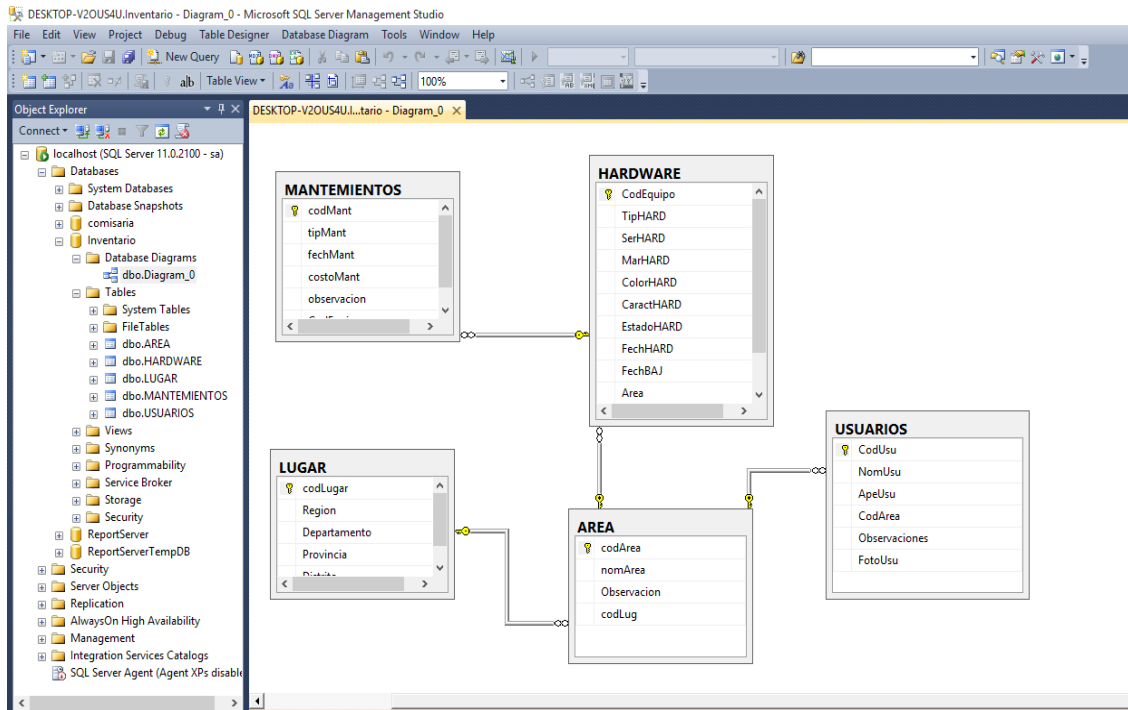 DESKTOP-V2OUS4U.Inventario - Diagram_0 - Microsoft SQL Server Management Studio
File Edit View Project Debug Table Designer Database Diagram Tools Window Help
New Query
Table View 100%
Object Explorer
DESKTOP-V2OUS4U.I...tario - Diagram_0
Connect
localhost (SQL Server 11.0.2100 - sa)
Databases
System Databases
Database Snapshots
comisaria
Inventario
Database Diagrams
dbo.Diagram_0
Tables
System Tables
FileTables
dbo.AREA
dbo.HARDWARE
dbo.LUGAR
dbo.MANTEMIENTOS
dbo.USUARIOS
Views
Synonyms
Programmability
Service Broker
Storage
Security
ReportServer
ReportServerTempDB
Security
Server Objects
Replication
AlwaysOn High Availability
Management
Integration Services Catalogs
SQL Server Agent (Agent XPs disable
MANTEMIENTOS
codMant
tipMant
fechMant
costoMant
observacion
HARDWARE
CodEquipo
TipHARD
SerHARD
MarHARD
ColorHARD
CaractHARD
EstadoHARD
FechHARD
FechBAJ
Area
LUGAR
codLugar
Region
Departamento
Provincia
Distrito
AREA
codArea
nomArea
Observacion
codLug
USUARIOS
CodUsu
NomUsu
ApeUsu
CodArea
Observaciones
FotoUsu